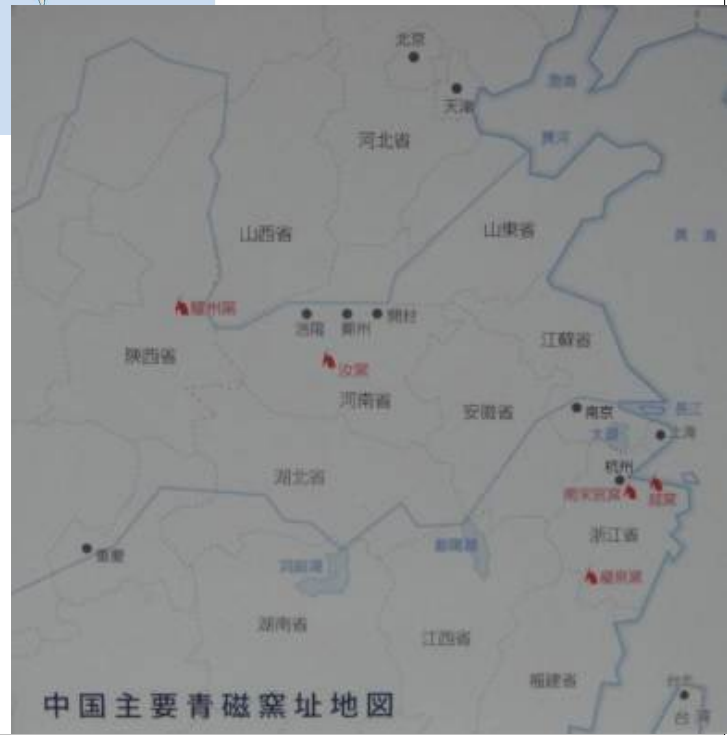 北京
渤海
天津
河北省
黄河
山西省
山東省
黄 海
耀州窯
洛陽
鄭州
開封
江蘇省
陝西省
汝窯
河南省
安徽省
南京
長江
太湖
上海
湖北省
杭州
南宋官窯
越窯
浙江省
重慶
鄱陽湖
洞庭湖
龍泉窯
湖南省
江西省
福建省
台北
台 湾
中国主要青磁窯址地図